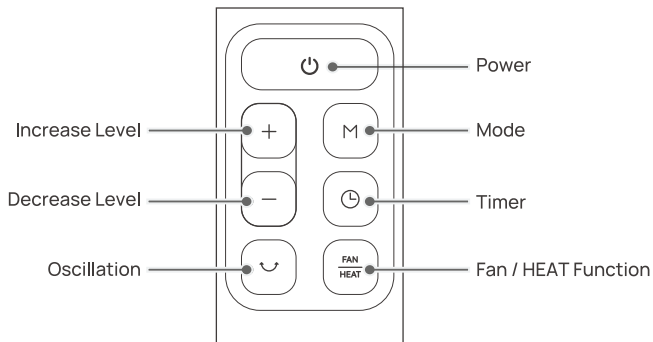 Power
Increase Level
+
M
Mode
Decrease Level
−
Timer
Oscillation
FAN
HEAT
Fan / HEAT Function